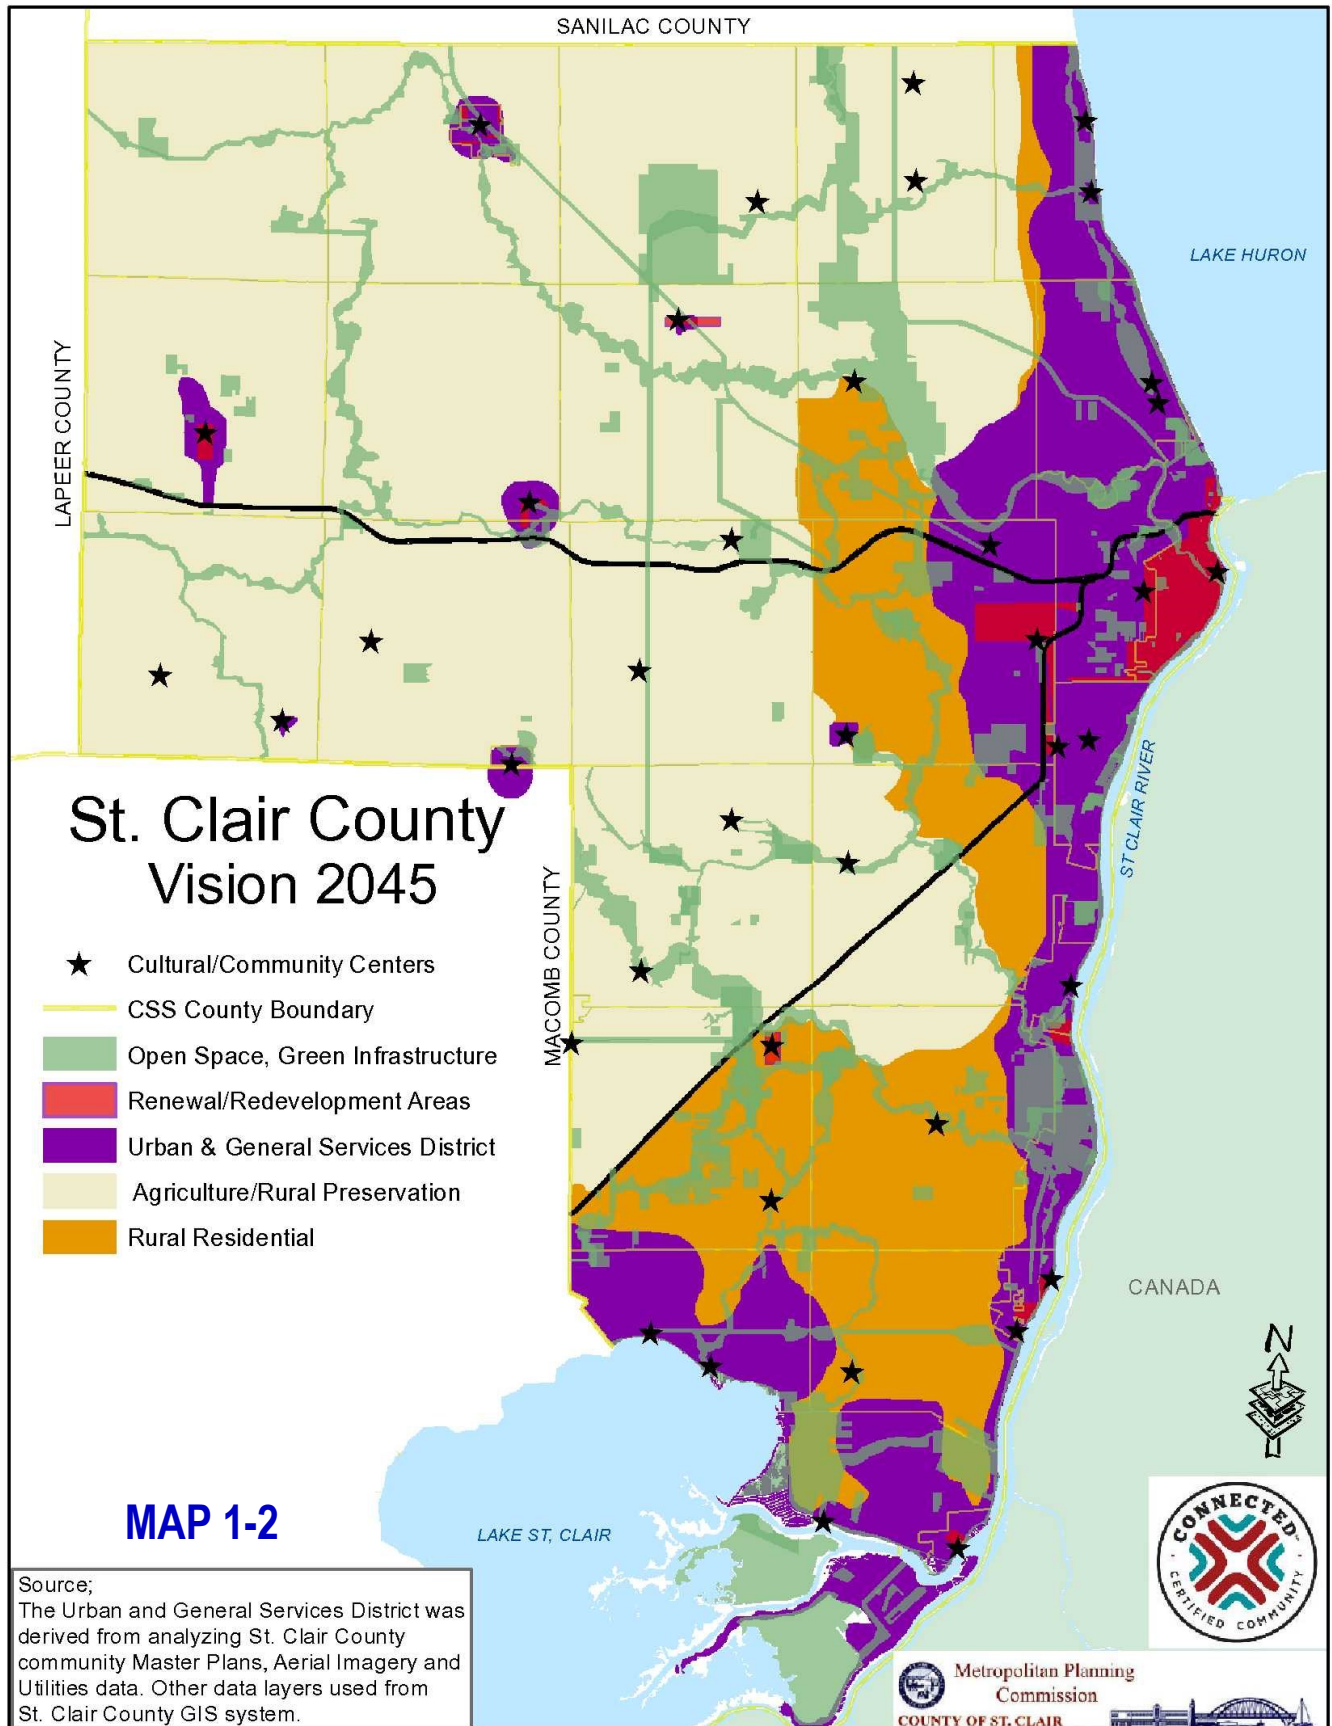 SANILAC COUNTY
LAKE HURON
LAPEER COUNTY
ST CLAIR RIVER
St. Clair County
Vision 2045
MACOMB COUNTY
Cultural/Community Centers
CSS County Boundary
Open Space, Green Infrastructure
Renewal/Redevelopment Areas
Urban & General Services District
Agriculture/Rural Preservation
Rural Residential
CANADA
N
MAP 1-2
LAKE ST, CLAIR
CONNECTED™
CERTIFIED COMMUNITY
Source;
The Urban and General Services District was
derived from analyzing St. Clair County
community Master Plans, Aerial Imagery and
Utilities data. Other data layers used from
St. Clair County GIS system.
Metropolitan Planning
Commission
COUNTY OF ST. CLAIR